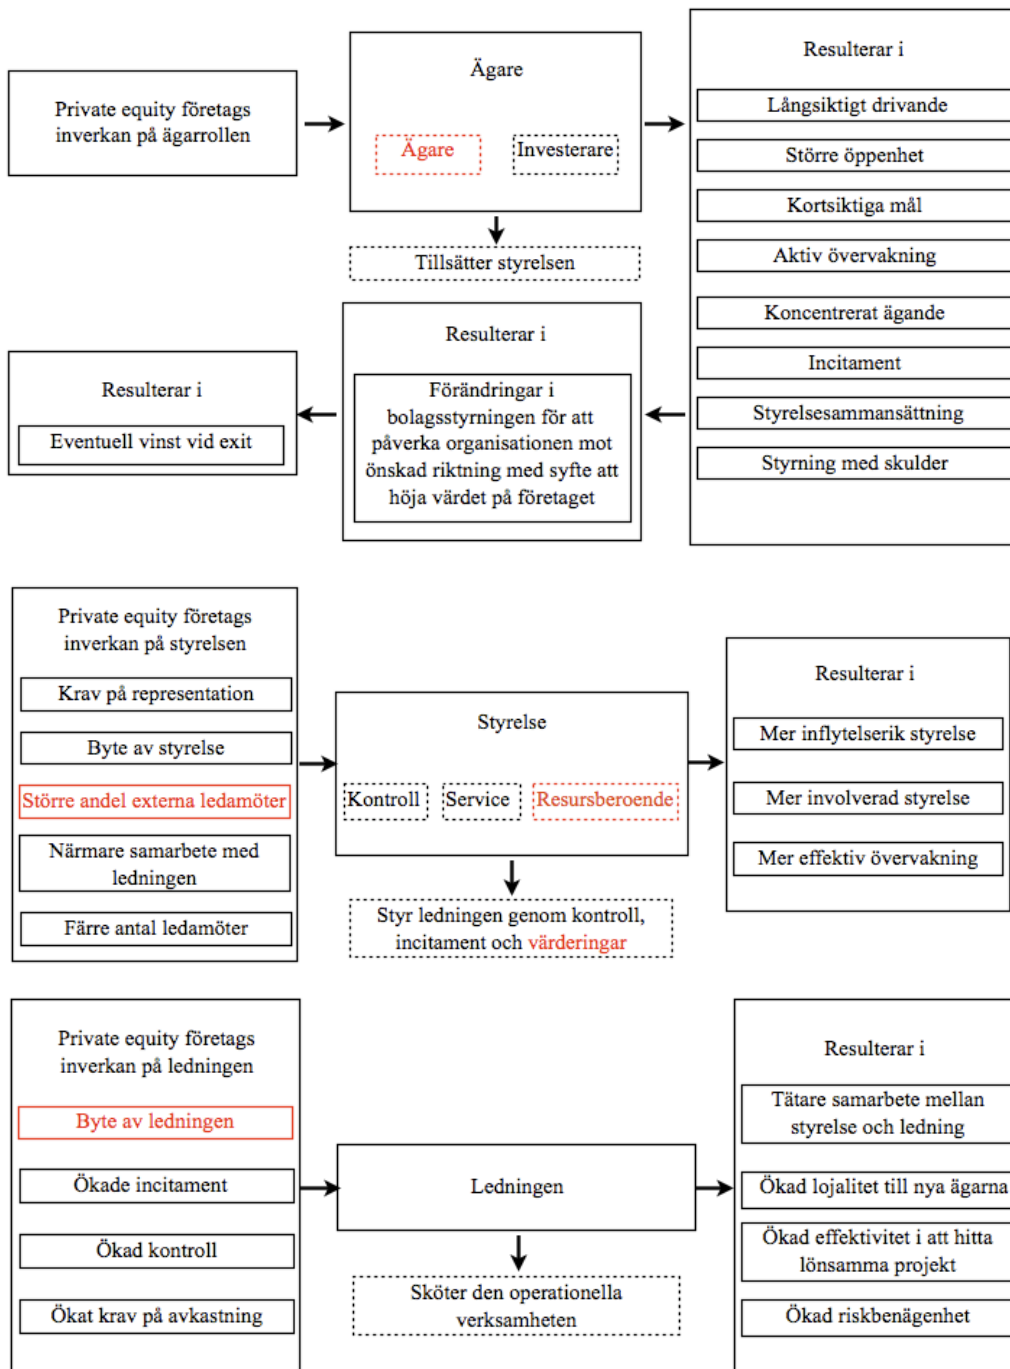 Private equity företags
inverkan på ägarrollen
Ägare
Ägare
Investerare
Tillsätter styrelsen
Resulterar i
Långsiktigt drivande
Större öppenhet
Kortsiktiga mål
Aktiv övervakning
Koncentrerat ägande
Incitament
Styrelsesammansättning
Styrning med skulder
Resulterar i
Förändringar i
bolagsstyrningen för att
påverka organisationen mot
önskad riktning med syfte att
höja värdet på företaget
Resulterar i
Eventuell vinst vid exit
Private equity företags
inverkan på styrelsen
Krav på representation
Byte av styrelse
Större andel externa ledamöter
Närmare samarbete med
ledningen
Färre antal ledamöter
Styrelse
Kontroll
Service
Resursberoende
Styr ledningen genom kontroll,
incitament och värderingar
Resulterar i
Mer inflytelserik styrelse
Mer involverad styrelse
Mer effektiv övervakning
Private equity företags
inverkan på ledningen
Byte av ledningen
Ökade incitament
Ökad kontroll
Ökat krav på avkastning
Ledningen
Sköter den operationella
verksamheten
Resulterar i
Tätare samarbete mellan
styrelse och ledning
Ökad lojalitet till nya ägarna
Ökad effektivitet i att hitta
lönsamma projekt
Ökad riskbenägenhet